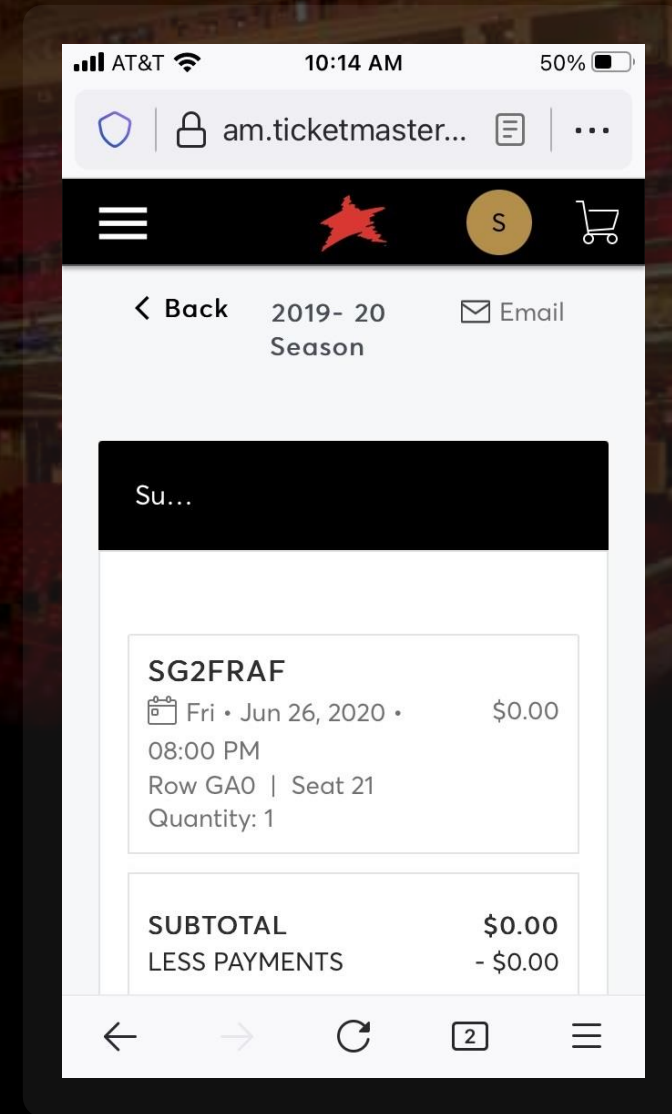 AT&T 10:14 AM 50%
am.ticketmaster... ...
S
Back 2019- 20 Season Email
Su...
SG2FRAF
Fri • Jun 26, 2020 • $0.00
08:00 PM
Row GA0 | Seat 21
Quantity: 1
SUBTOTAL $0.00
LESS PAYMENTS - $0.00
2